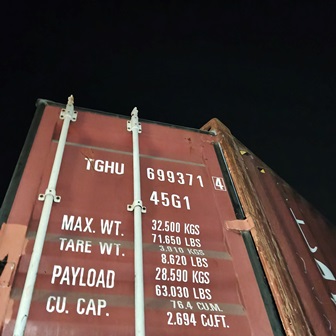 TGHU 699371 4
45G1
MAX. WT. 32.500 KGS
71.650 LBS
TARE WT. 3.910 KGS
8.620 LBS
PAYLOAD 28.590 KGS
63.030 LBS
CU. CAP. 76.4 CU.M.
2.694 CU.FT.